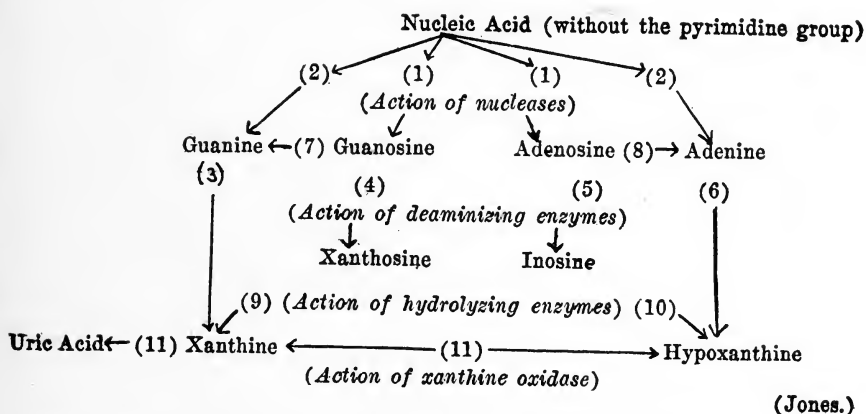 Nucleic Acid (without the pyrimidine group)
(2) (1) (1) (2)
(Action of nucleases)
Guanine ← (7) Guanosine Adenosine (8) → Adenine
(3) (4) (5) (6)
(Action of deaminizing enzymes)
Xanthosine Inosine
(9) (Action of hydrolyzing enzymes) (10)
Uric Acid ← (11) Xanthine ← (11) → Hypoxanthine
(Action of xanthine oxidase)
(Jones.)